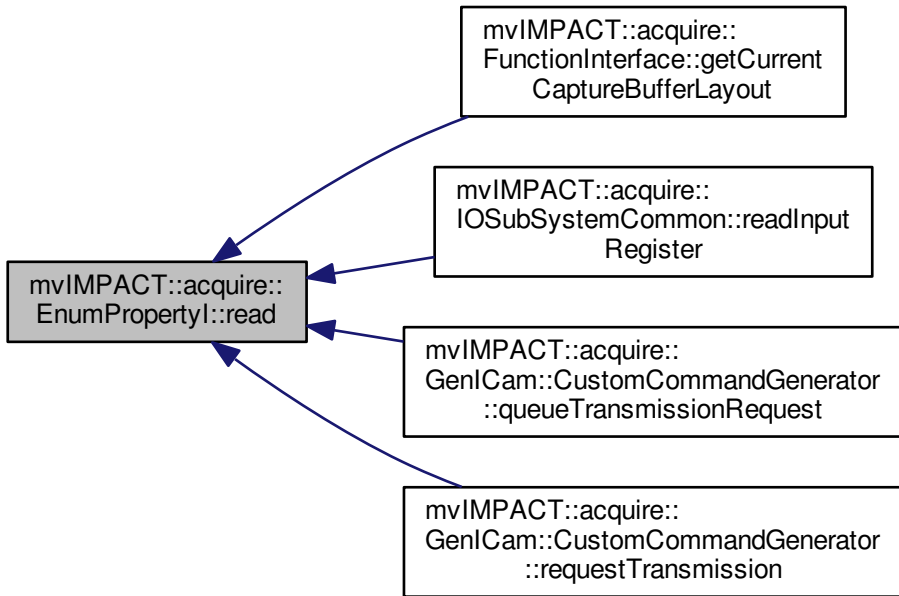 mvIMPACT::acquire::
FunctionInterface::getCurrent
CaptureBufferLayout
mvIMPACT::acquire::
IOSubSystemCommon::readInput
Register
mvIMPACT::acquire::
EnumPropertyI::read
mvIMPACT::acquire::
GenICam::CustomCommandGenerator
::queueTransmissionRequest
mvIMPACT::acquire::
GenICam::CustomCommandGenerator
::requestTransmission